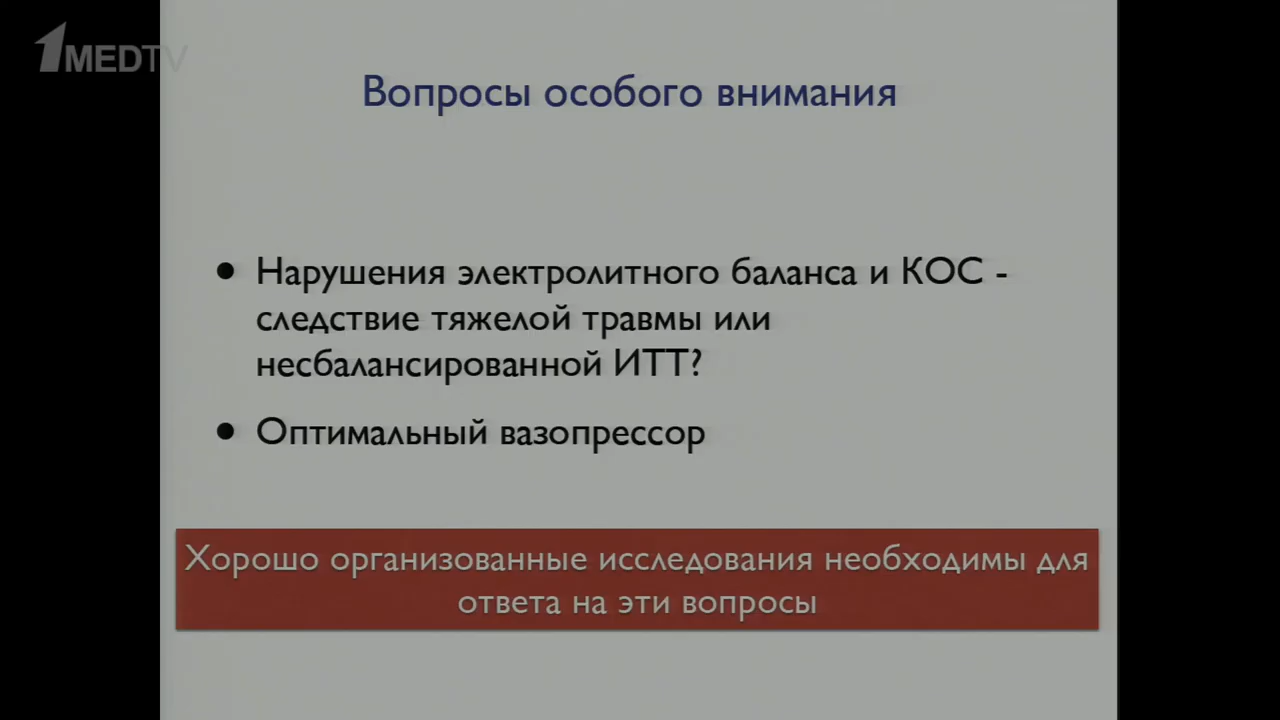 1MEDTV
Вопросы особого внимания
• Нарушения электролитного баланса и КОС -
следствие тяжелой травмы или
несбалансированной ИТТ?
• Оптимальный вазопрессор
Хорошо организованные исследования необходимы для
ответа на эти вопросы